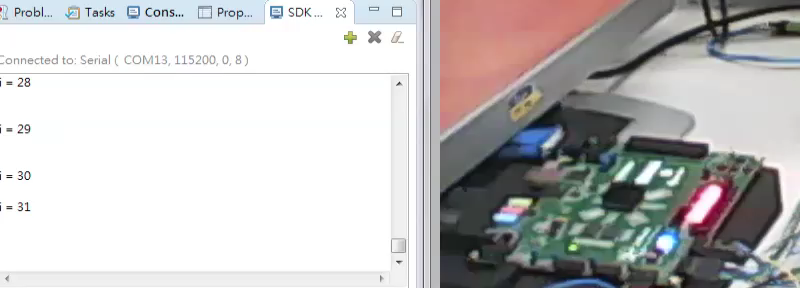 Probl... Tasks Cons... Prop... SDK ...
Connected to: Serial ( COM13, 115200, 0, 8 )
i = 28
i = 29
i = 30
i = 31